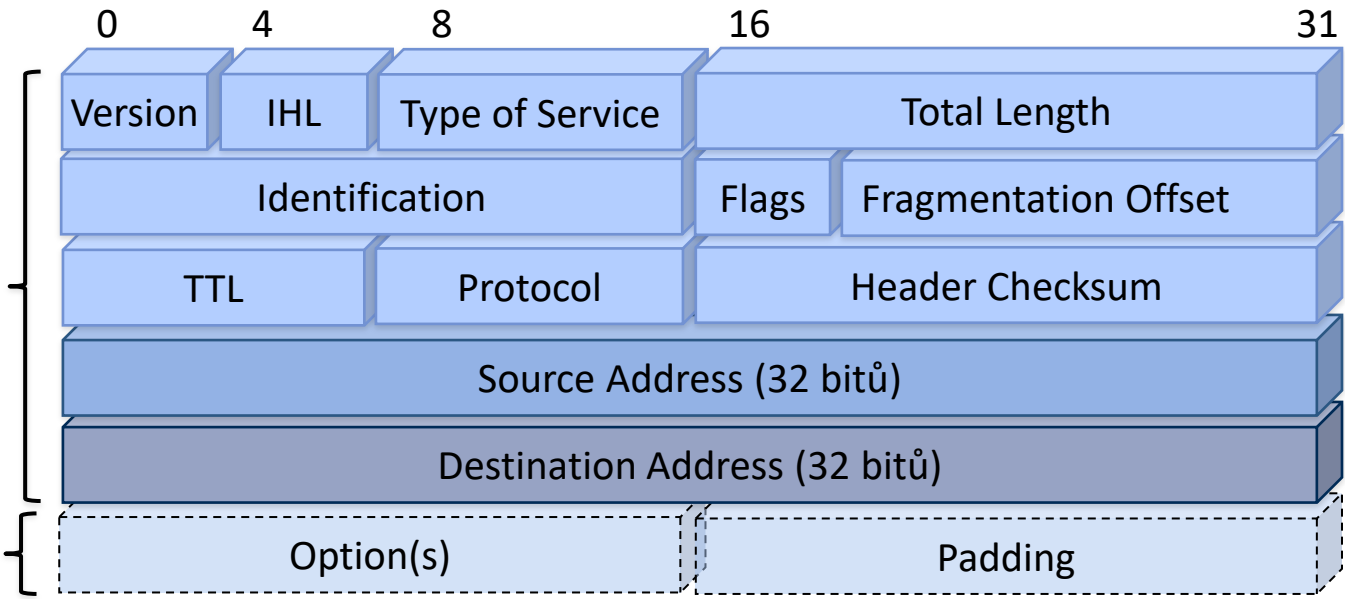 0 4 8 16 31
Version IHL Type of Service Total Length
Identification Flags Fragmentation Offset
TTL Protocol Header Checksum
Source Address (32 bitů)
Destination Address (32 bitů)
Option(s) Padding